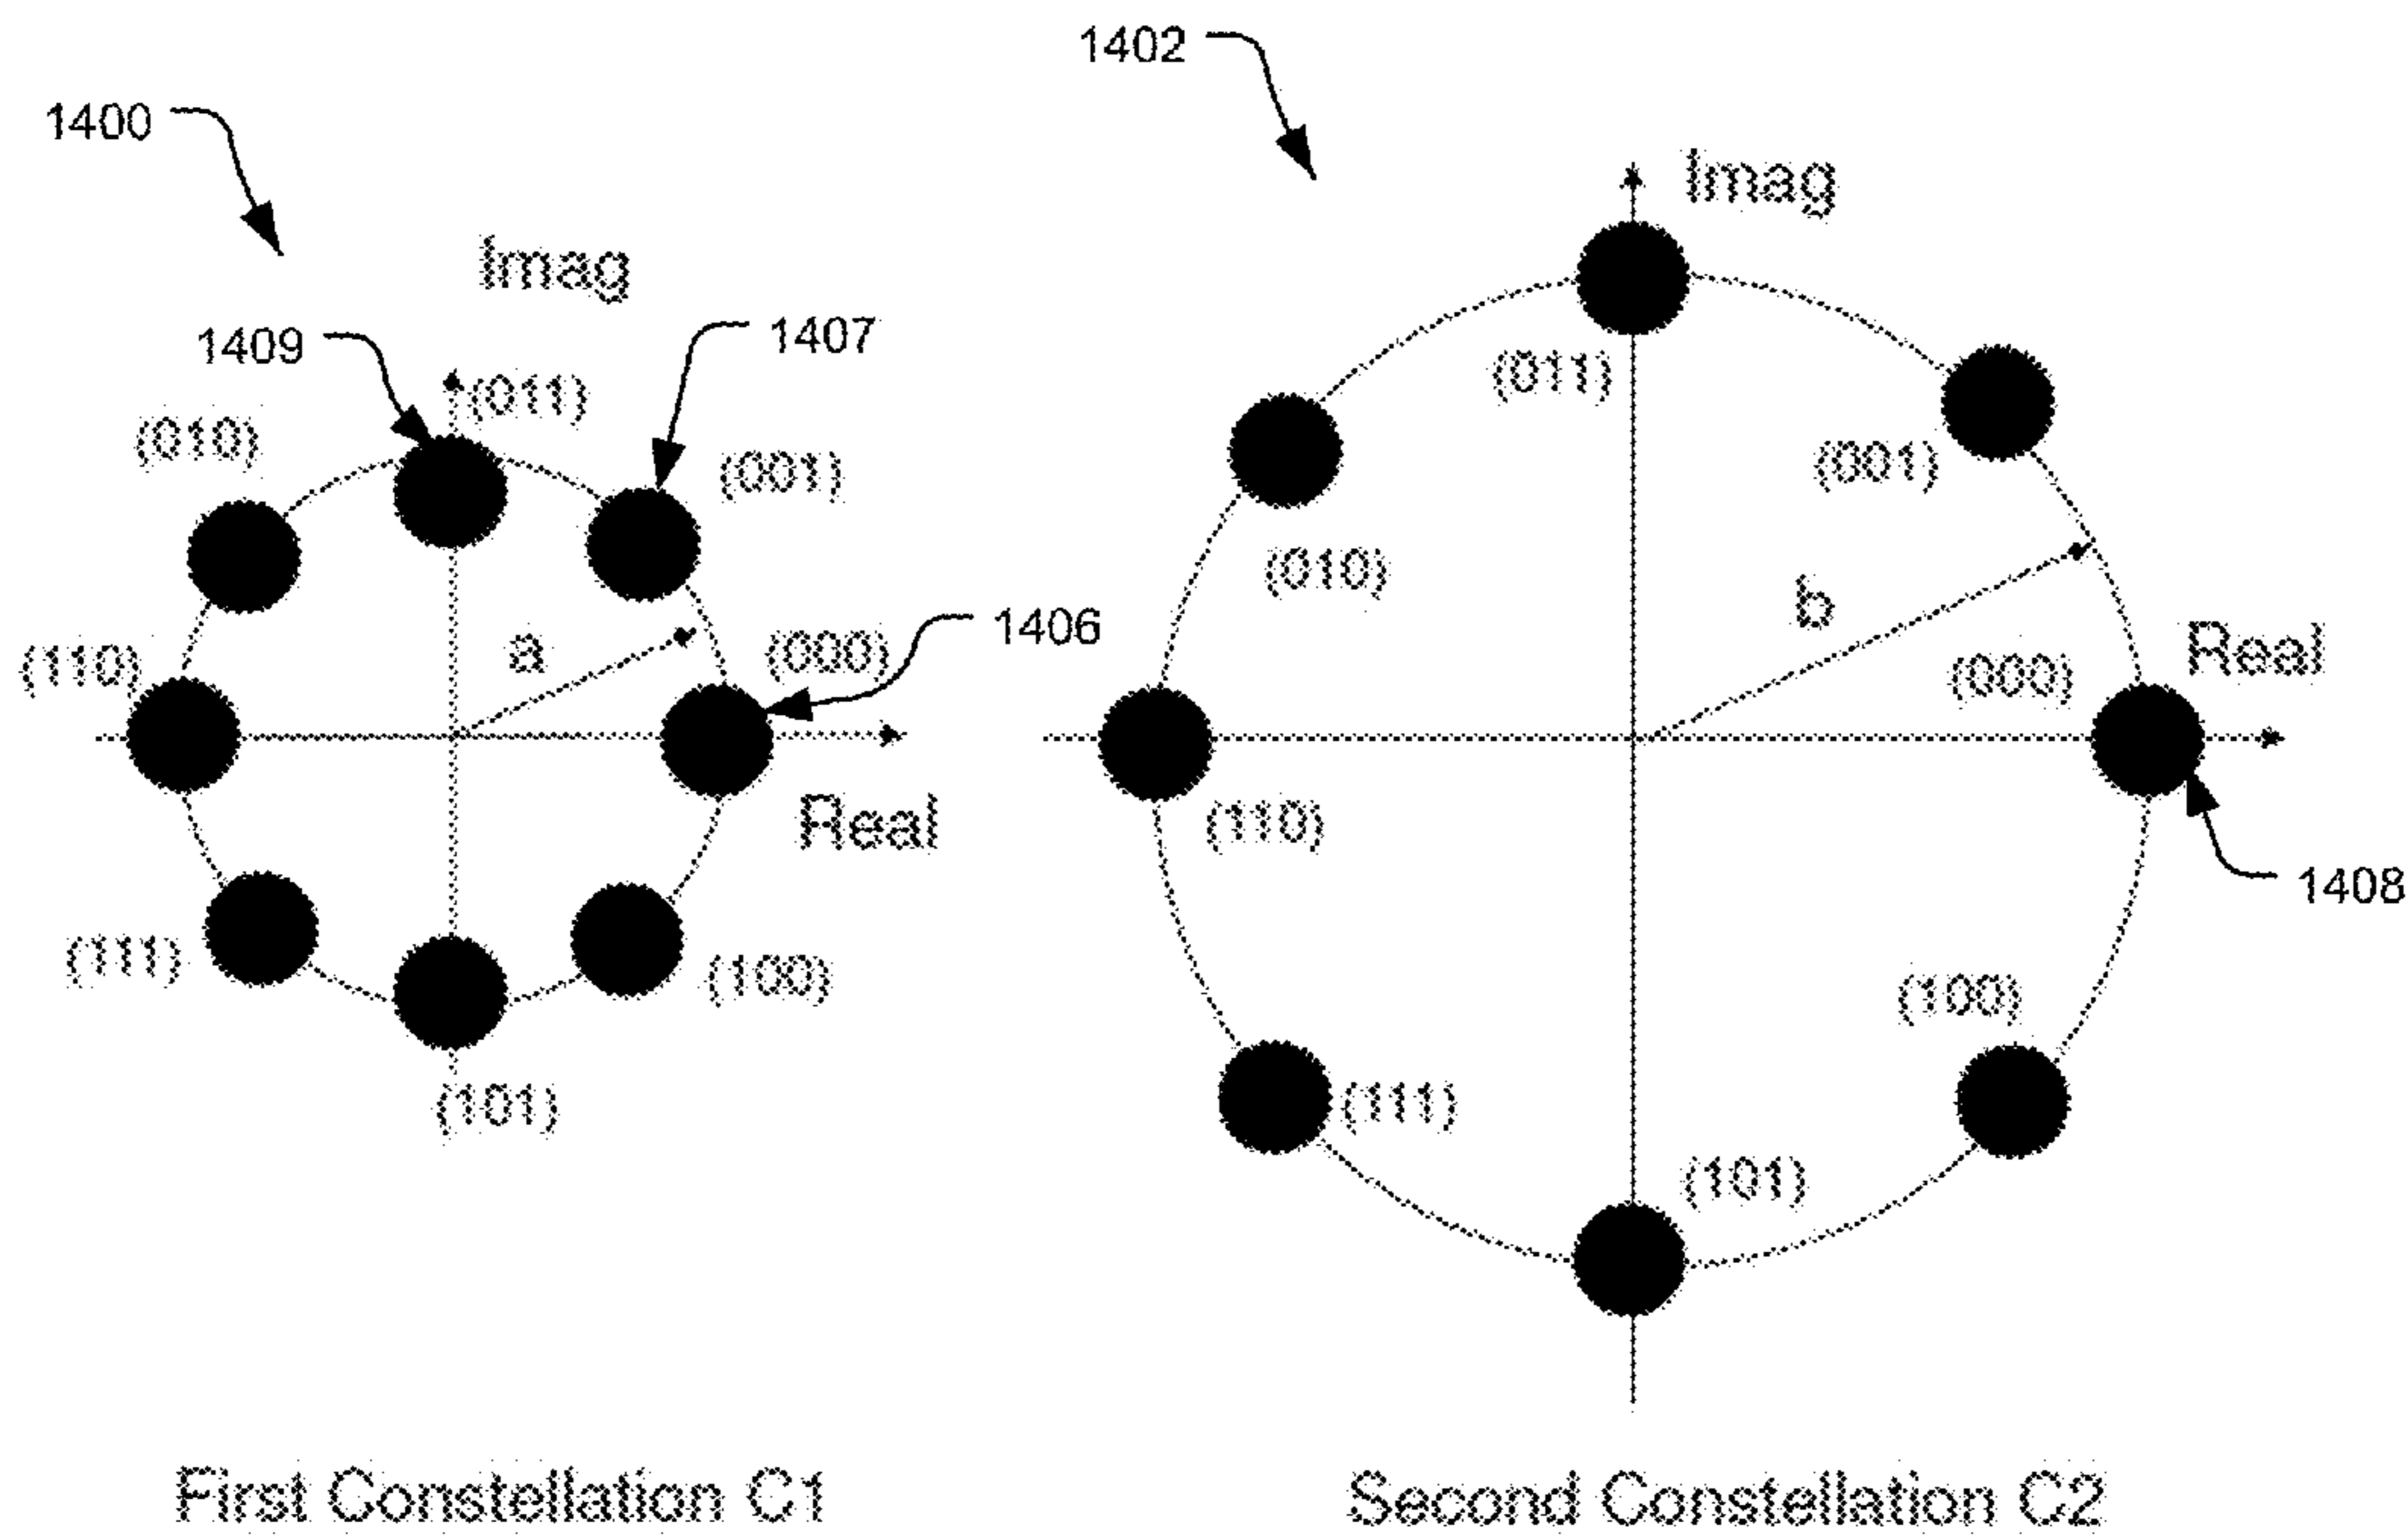 1402
1400
Imag
Imag
1409
1407
(011)
(011)
(010)
(001)
(001)
(010)
b
a
1406
(000)
(000)
Real
(110)
(110)
Real
1408
(111)
(100)
(100)
(101)
(111)
(101)
First Constellation C1
Second Constellation C2